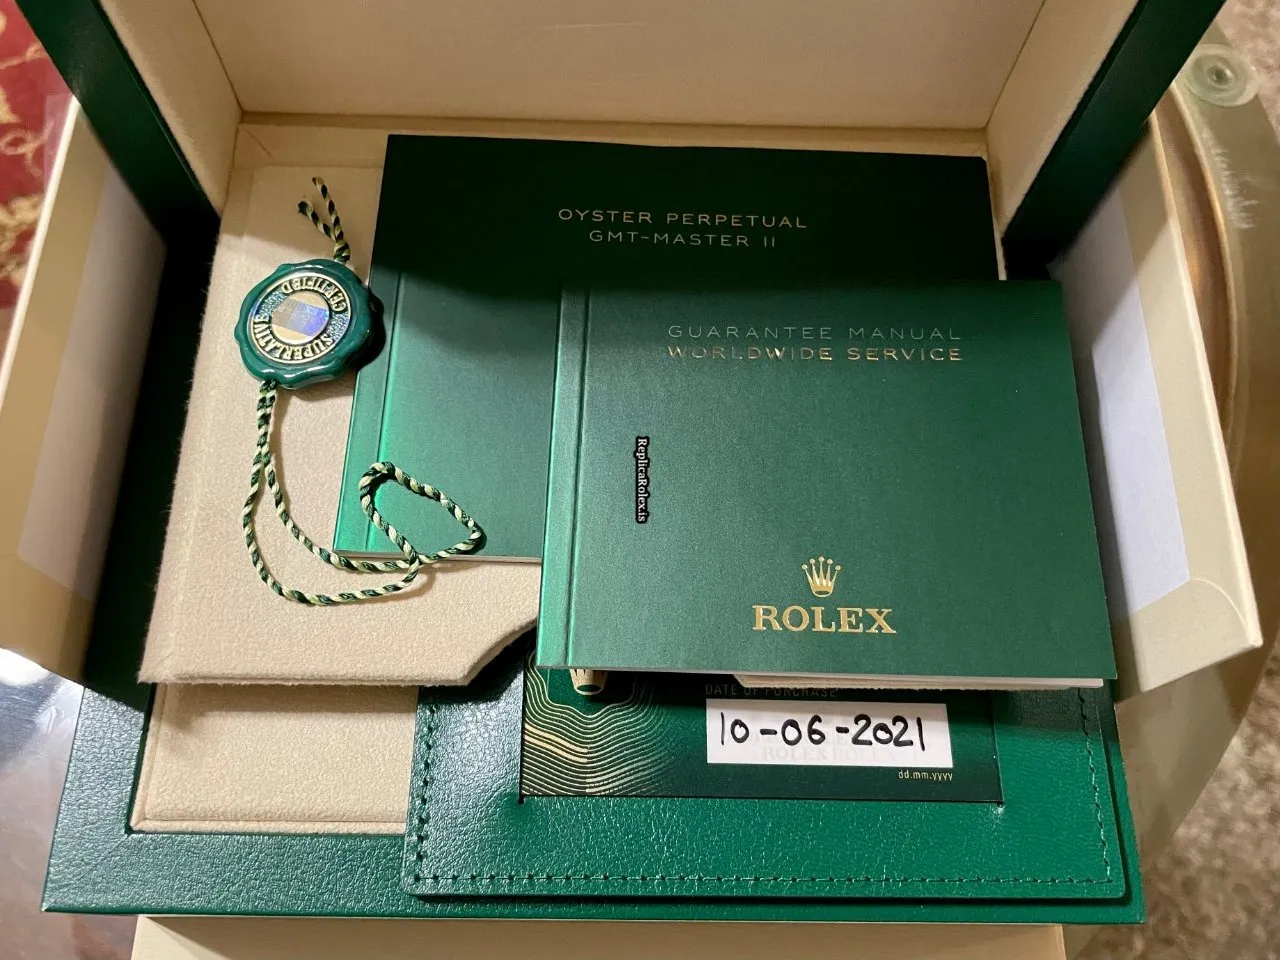 OYSTER PERPETUAL
GMT-MASTER II
SUPERLATIVE
CERTIFIED
GUARANTEE MANUAL
WORLDWIDE SERVICE
ReplicaRolex.is
ROLEX
DATE OF PURCHASE
10-06-2021
dd.mm.yyyy